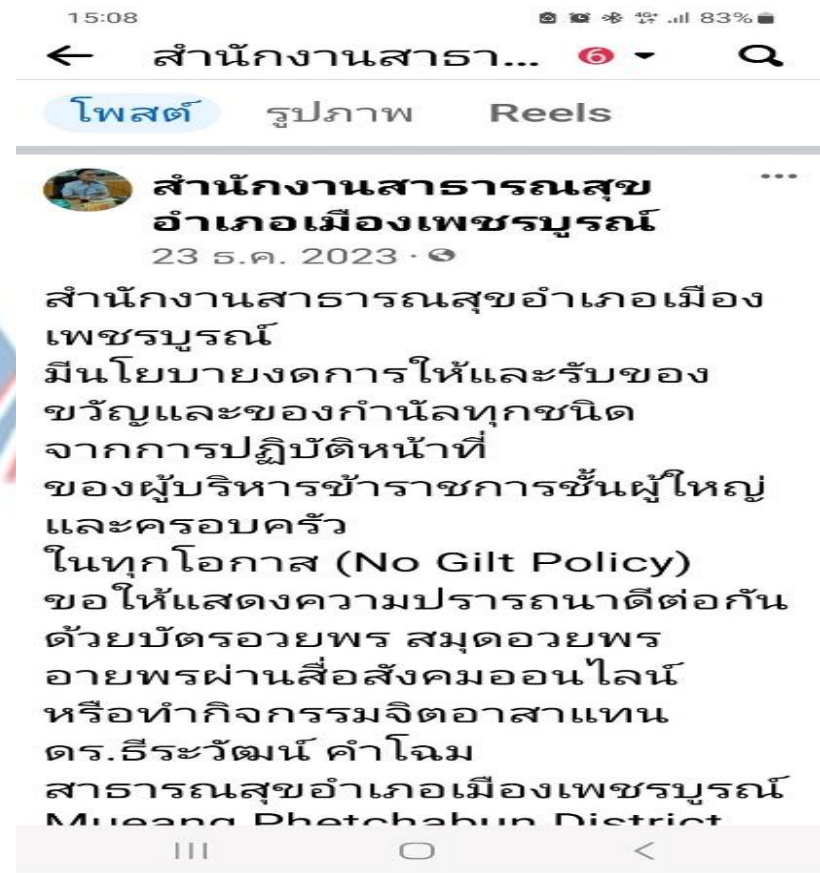 15:08
4G+ 83%
สำนักงานสาธา... 6
โพสต์ รูปภาพ Reels
สำนักงานสาธารณสุข
อำเภอเมืองเพชรบูรณ์
23 ธ.ค. 2023 ·
สำนักงานสาธารณสุขอำเภอเมือง
เพชรบูรณ์
มีนโยบายงดการให้และรับของ
ขวัญและของกำนัลทุกชนิด
จากการปฏิบัติหน้าที่
ของผู้บริหารข้าราชการชั้นผู้ใหญ่
และครอบครัว
ในทุกโอกาส (No Gilt Policy)
ขอให้แสดงความปรารถนาดีต่อกัน
ด้วยบัตรอวยพร สมุดอวยพร
อายพรผ่านสื่อสังคมออนไลน์
หรือทำกิจกรรมจิตอาสาแทน
ดร.ธีระวัฒน์ คำโฉม
สาธารณสุขอำเภอเมืองเพชรบูรณ์
Mueang Phetchabun District